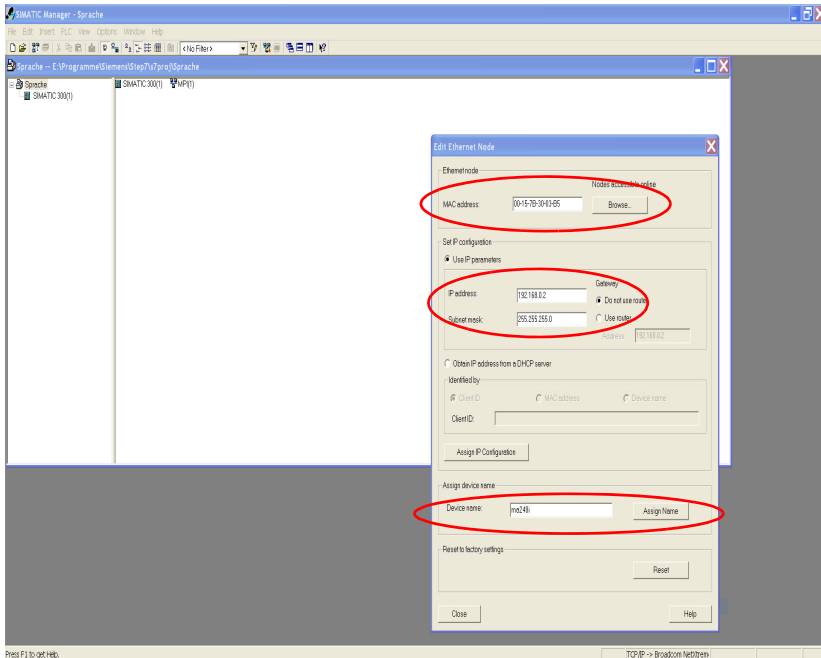 SIMATIC Manager - Sprache
File Edit Insert PLC View Options Window Help
< No Filter >
Sprache -- E:\Programme\Siemens\Step7\s7proj\Sprache
Sprache
SIMATIC 300(1)
SIMATIC 300(1) MPI(1)
Edit Ethernet Node
Ethernet node
Nodes accessible online
MAC address: 00-15-7B-30-03-B5 Browse...
Set IP configuration
Use IP parameters
Gateway
IP address: 192.168.0.2 Do not use router
Subnet mask: 255.255.255.0 Use router
Address: 192.168.0.2
Obtain IP address from a DHCP server
Identified by
Client ID MAC address Device name
Client ID:
Assign IP Configuration
Assign device name
Device name: Assign Name
Reset to factory settings
Reset
Close Help
Press F1 to get Help. TCP/IP -> Broadcom NetXtrem